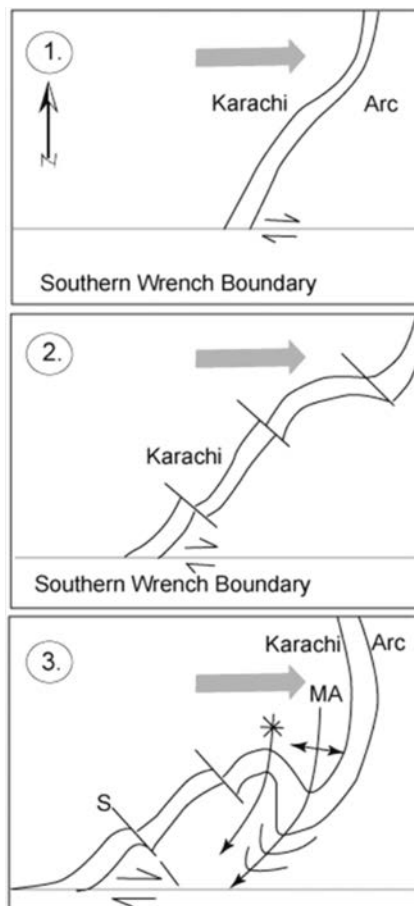 1.
Karachi Arc
N
Southern Wrench Boundary
2.
Karachi
Southern Wrench Boundary
3.
Karachi Arc
MA
S